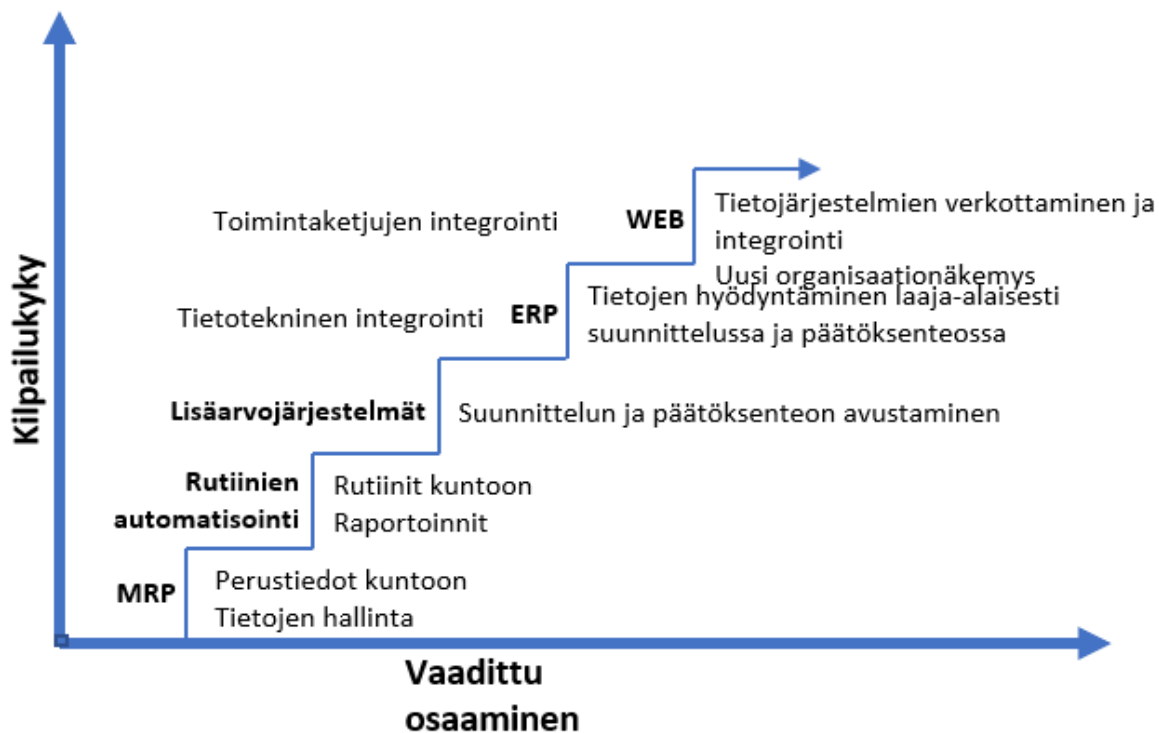 Kilpailukyky
Toimintaketjujen integrointi
WEB
Tietojärjestelmien verkottaminen ja
integrointi
Uusi organisaationäkemys
Tietotekninen integrointi
ERP
Tietojen hyödyntäminen laaja-alaisesti
suunnittelussa ja päätöksenteossa
Lisäarvojärjestelmät
Suunnittelun ja päätöksenteon avustaminen
Rutiinien
automatisointi
Rutiinit kuntoon
Raportoinnit
MRP
Perustiedot kuntoon
Tietojen hallinta
Vaadittu
osaaminen